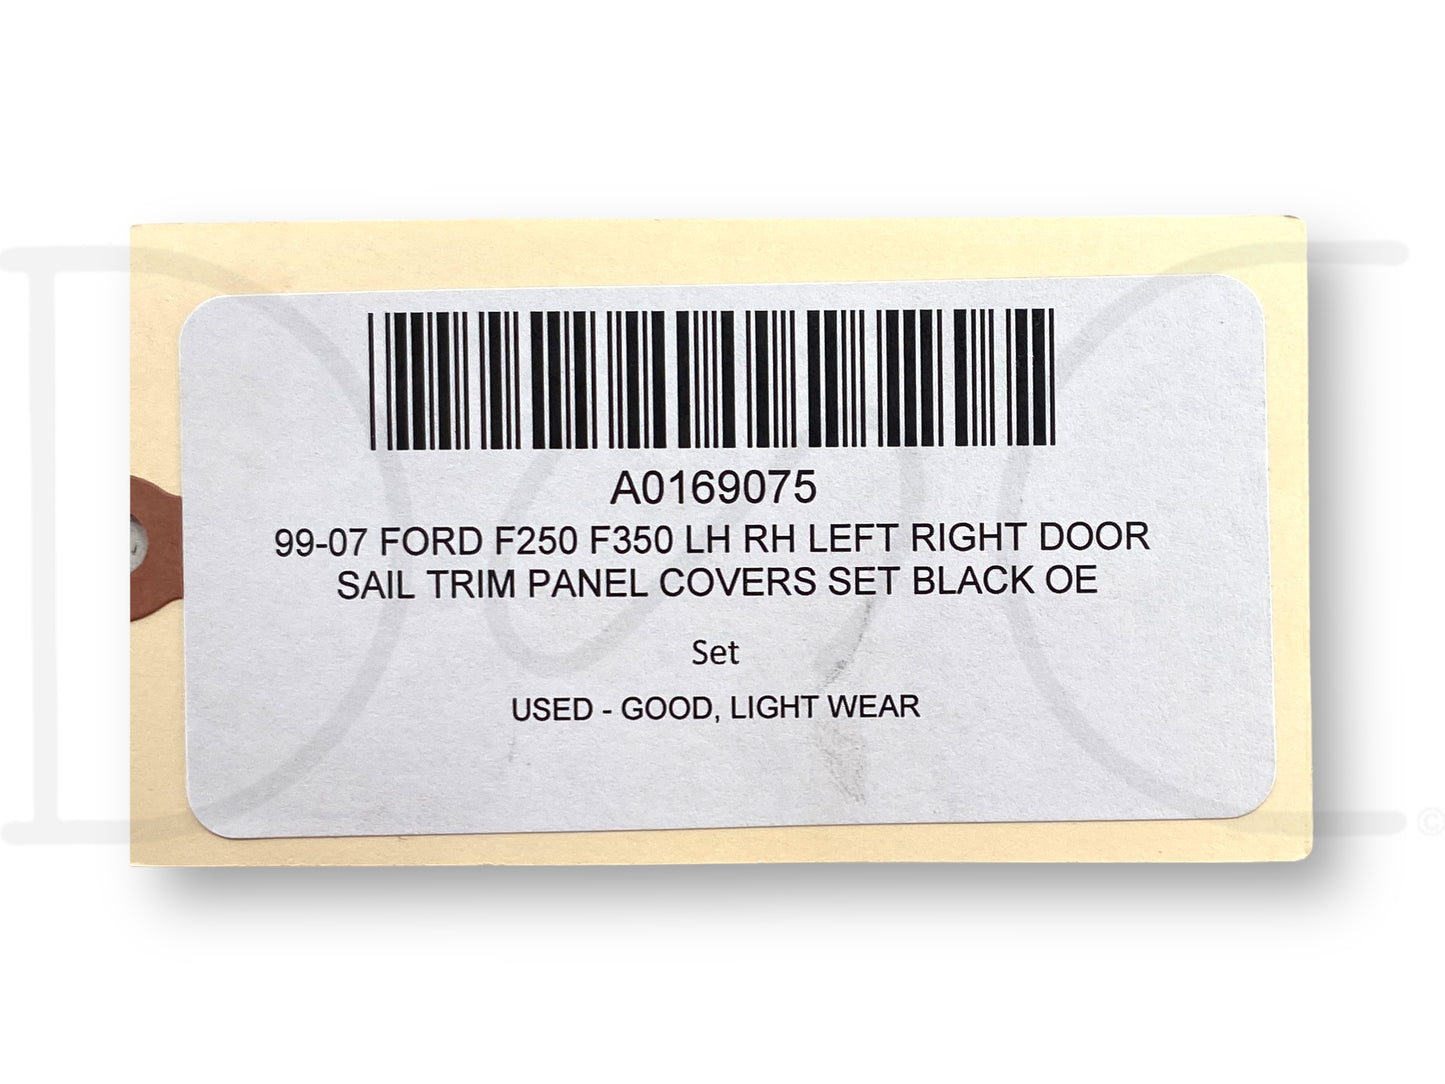 A0169075
99-07 FORD F250 F350 LH RH LEFT RIGHT DOOR
SAIL TRIM PANEL COVERS SET BLACK OE
Set
USED - GOOD, LIGHT WEAR